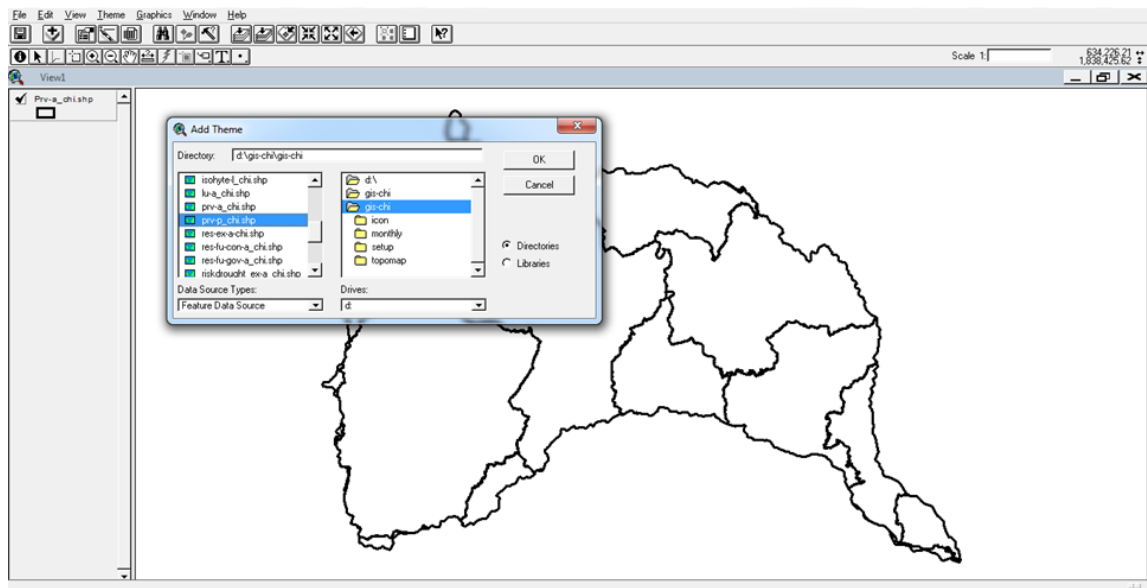 File Edit View Theme Graphics Window Help
Scale 1:
634,226.21
1,838,425.62
View1
Prv-a_chi.shp
Add Theme
Directory: d:\gis-chi\gis-chi
OK
Cancel
isohyte-l_chi.shp
lu-a_chi.shp
prv-a_chi.shp
prv-p_chi.shp
res-ex-a-chi.shp
res-fu-con-a_chi.shp
res-fu-gov-a_chi.shp
riskdrought_ex-a_chi.shp
d:\
gis-chi
gis-chi
icon
monthly
setup
topomap
Directories
Libraries
Data Source Types:
Feature Data Source
Drives:
d: